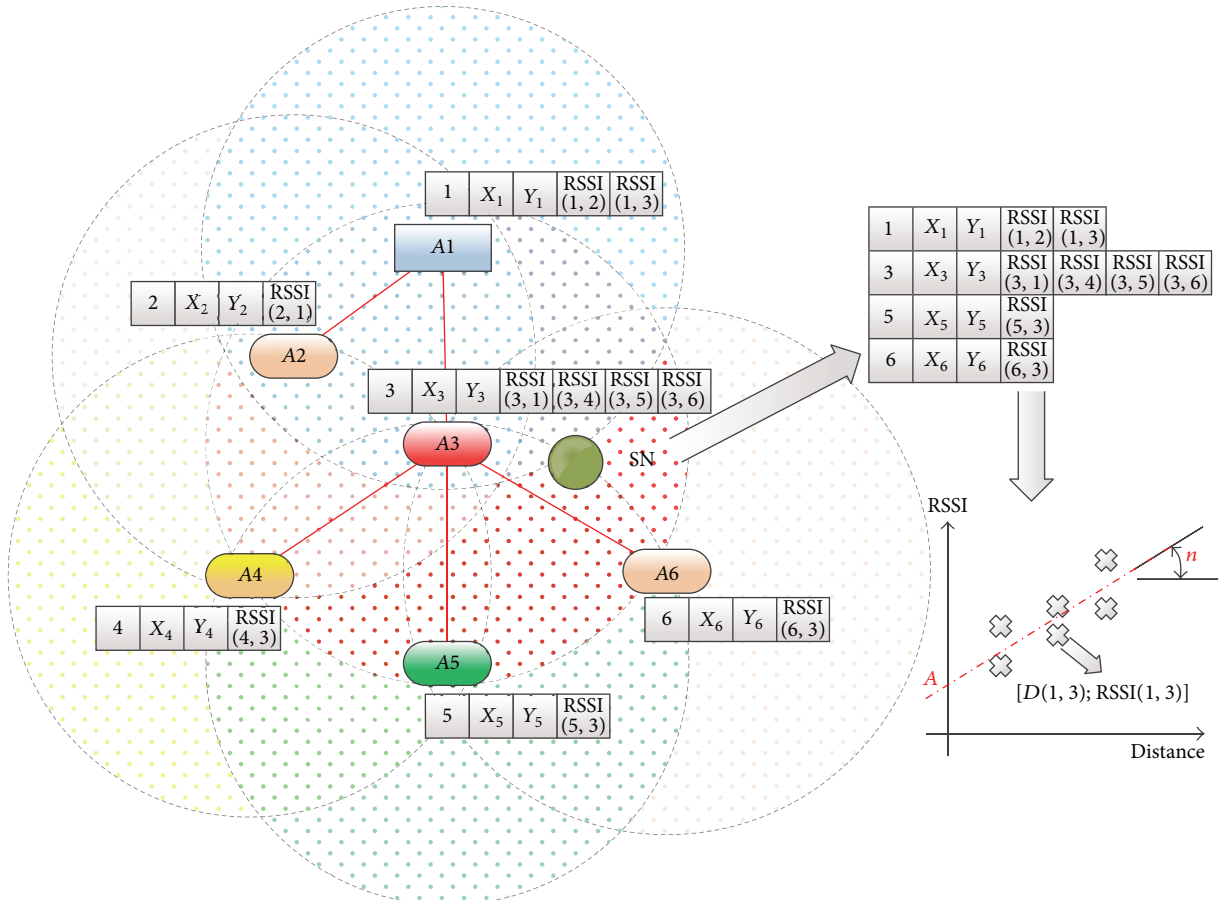 1 X₁ Y₁ RSSI (1, 2) RSSI (1, 3)
A1
2 X₂ Y₂ RSSI (2, 1)
A2
3 X₃ Y₃ RSSI (3, 1) RSSI (3, 4) RSSI (3, 5) RSSI (3, 6)
A3
SN
A4
4 X₄ Y₄ RSSI (4, 3)
A6
6 X₆ Y₆ RSSI (6, 3)
A5
5 X₅ Y₅ RSSI (5, 3)
1 X₁ Y₁ RSSI (1, 2) RSSI (1, 3)
3 X₃ Y₃ RSSI (3, 1) RSSI (3, 4) RSSI (3, 5) RSSI (3, 6)
5 X₅ Y₅ RSSI (5, 3)
6 X₆ Y₆ RSSI (6, 3)
RSSI
n
A
[D(1, 3); RSSI(1, 3)]
Distance